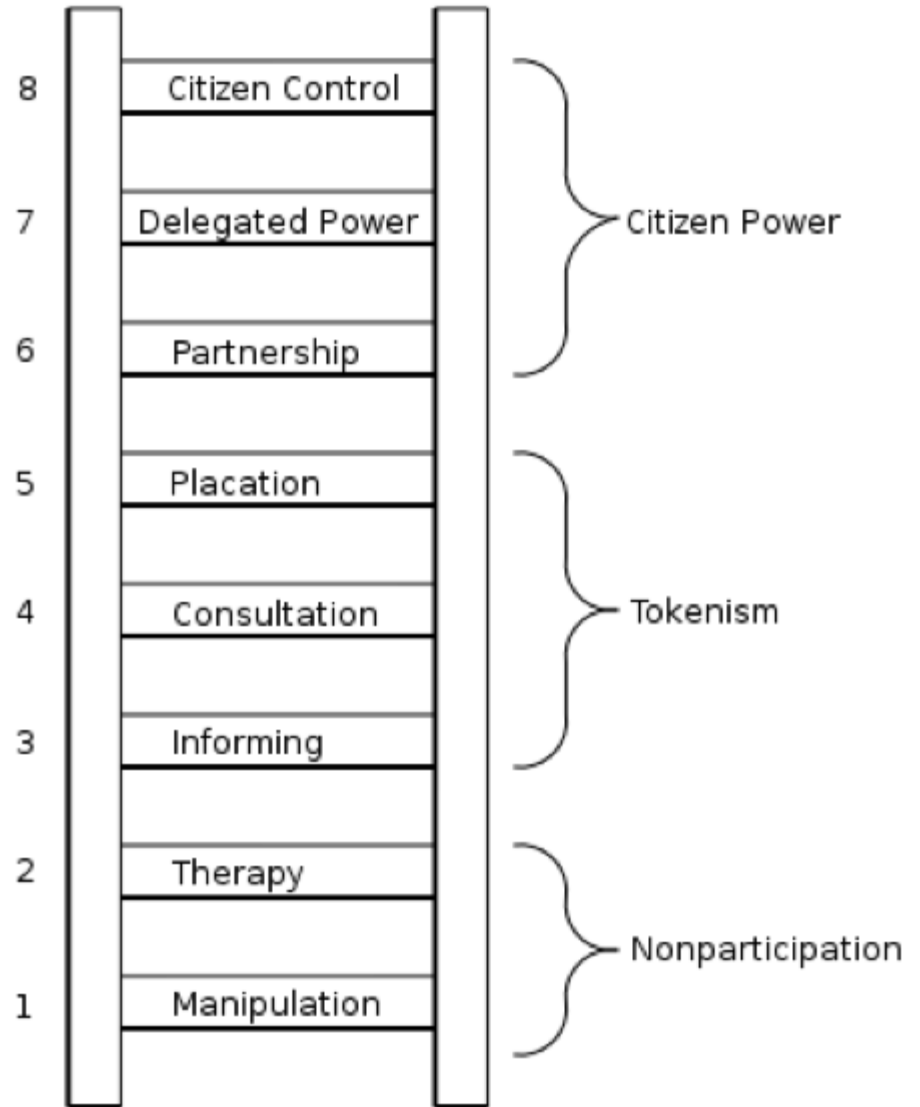 8 Citizen Control
7 Delegated Power
Citizen Power
6 Partnership
5 Placation
4 Consultation
Tokenism
3 Informing
2 Therapy
Nonparticipation
1 Manipulation